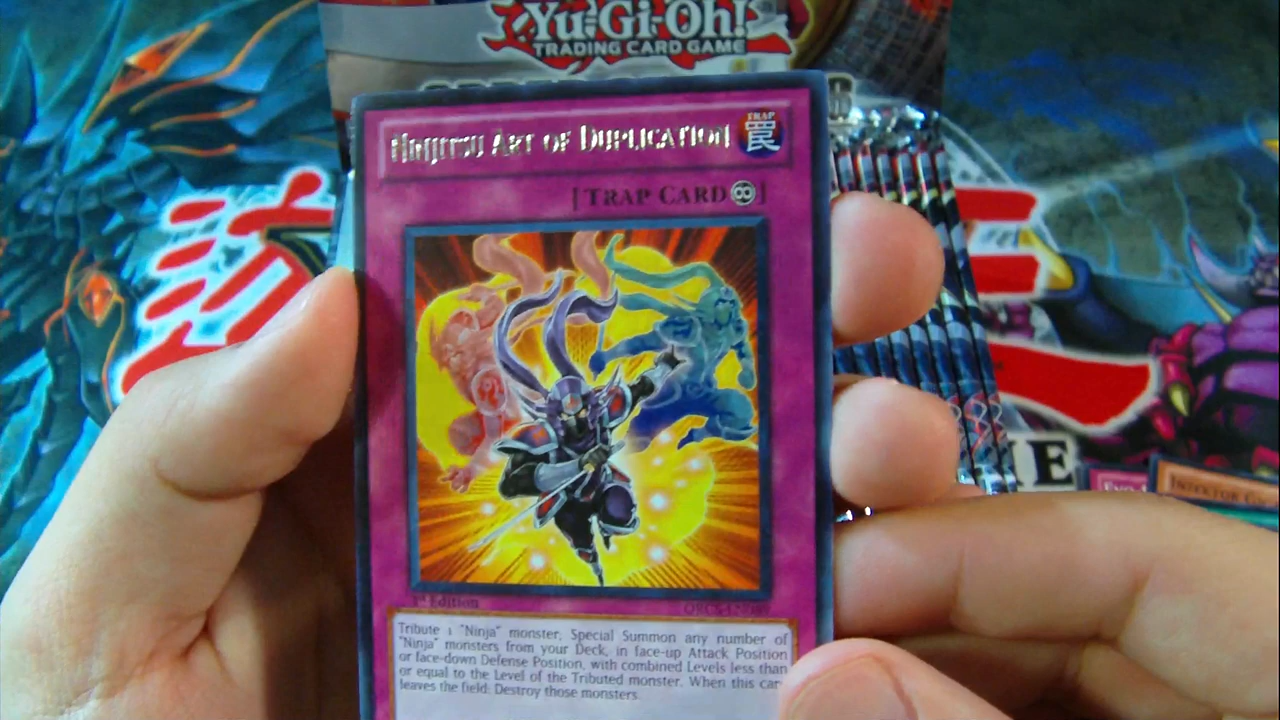 Yu-Gi-Oh!
TRADING CARD GAME
Ninjitsu Art of Duplication
TRAP
罠
[TRAP CARD ]
1st Edition
Tribute 1 "Ninja" monster; Special Summon any number of
"Ninja" monsters from your Deck, in face-up Attack Position
or face-down Defense Position, with combined Levels less than
or equal to the Level of the Tributed monster. When this card
leaves the field: Destroy those monsters.